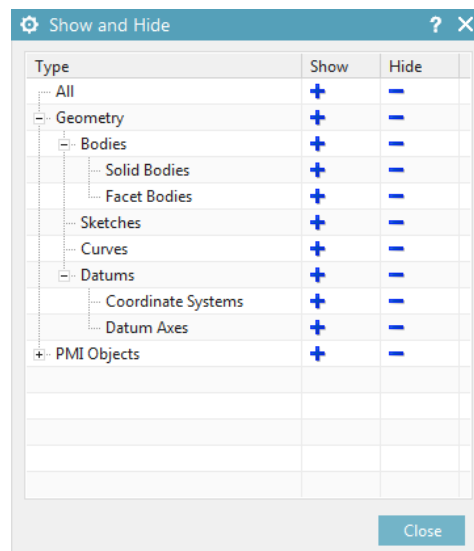 Show and Hide ?
Type Show Hide
All
Geometry
Bodies
Solid Bodies
Facet Bodies
Sketches
Curves
Datums
Coordinate Systems
Datum Axes
PMI Objects
Close